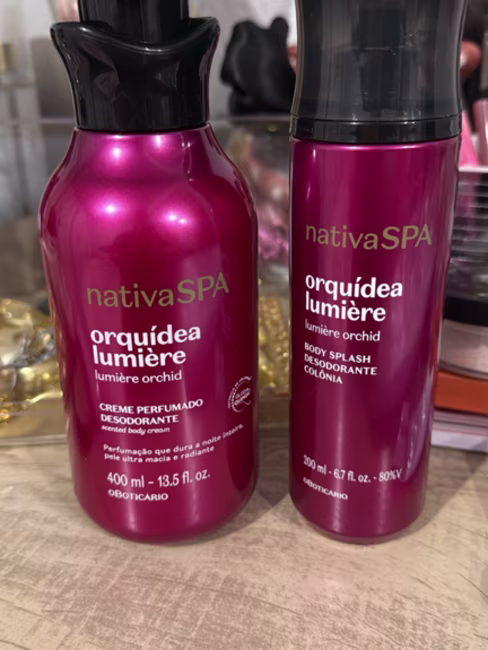 nativaSPA
orquídea
lumière
lumière orchid
CREME PERFUMADO
DESODORANTE
scented body cream
Perfumação que dura a noite inteira,
pele ultra macia e radiante
400 ml - 13.5 fl. oz.
oBOTICÁRIO
nativaSPA
orquídea
lumière
lumière orchid
BODY SPLASH
DESODORANTE
COLÔNIA
200 ml - 6.7 fl. oz. - 80%V
oBOTICÁRIO